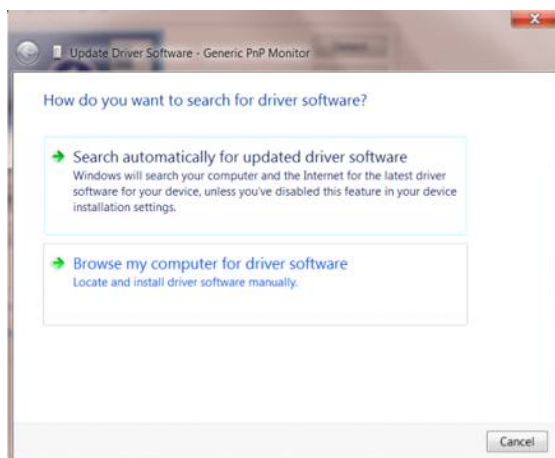 Update Driver Software - Generic PnP Monitor
How do you want to search for driver software?
Search automatically for updated driver software
Windows will search your computer and the Internet for the latest driver
software for your device, unless you've disabled this feature in your device
installation settings.
Browse my computer for driver software
Locate and install driver software manually.
Cancel